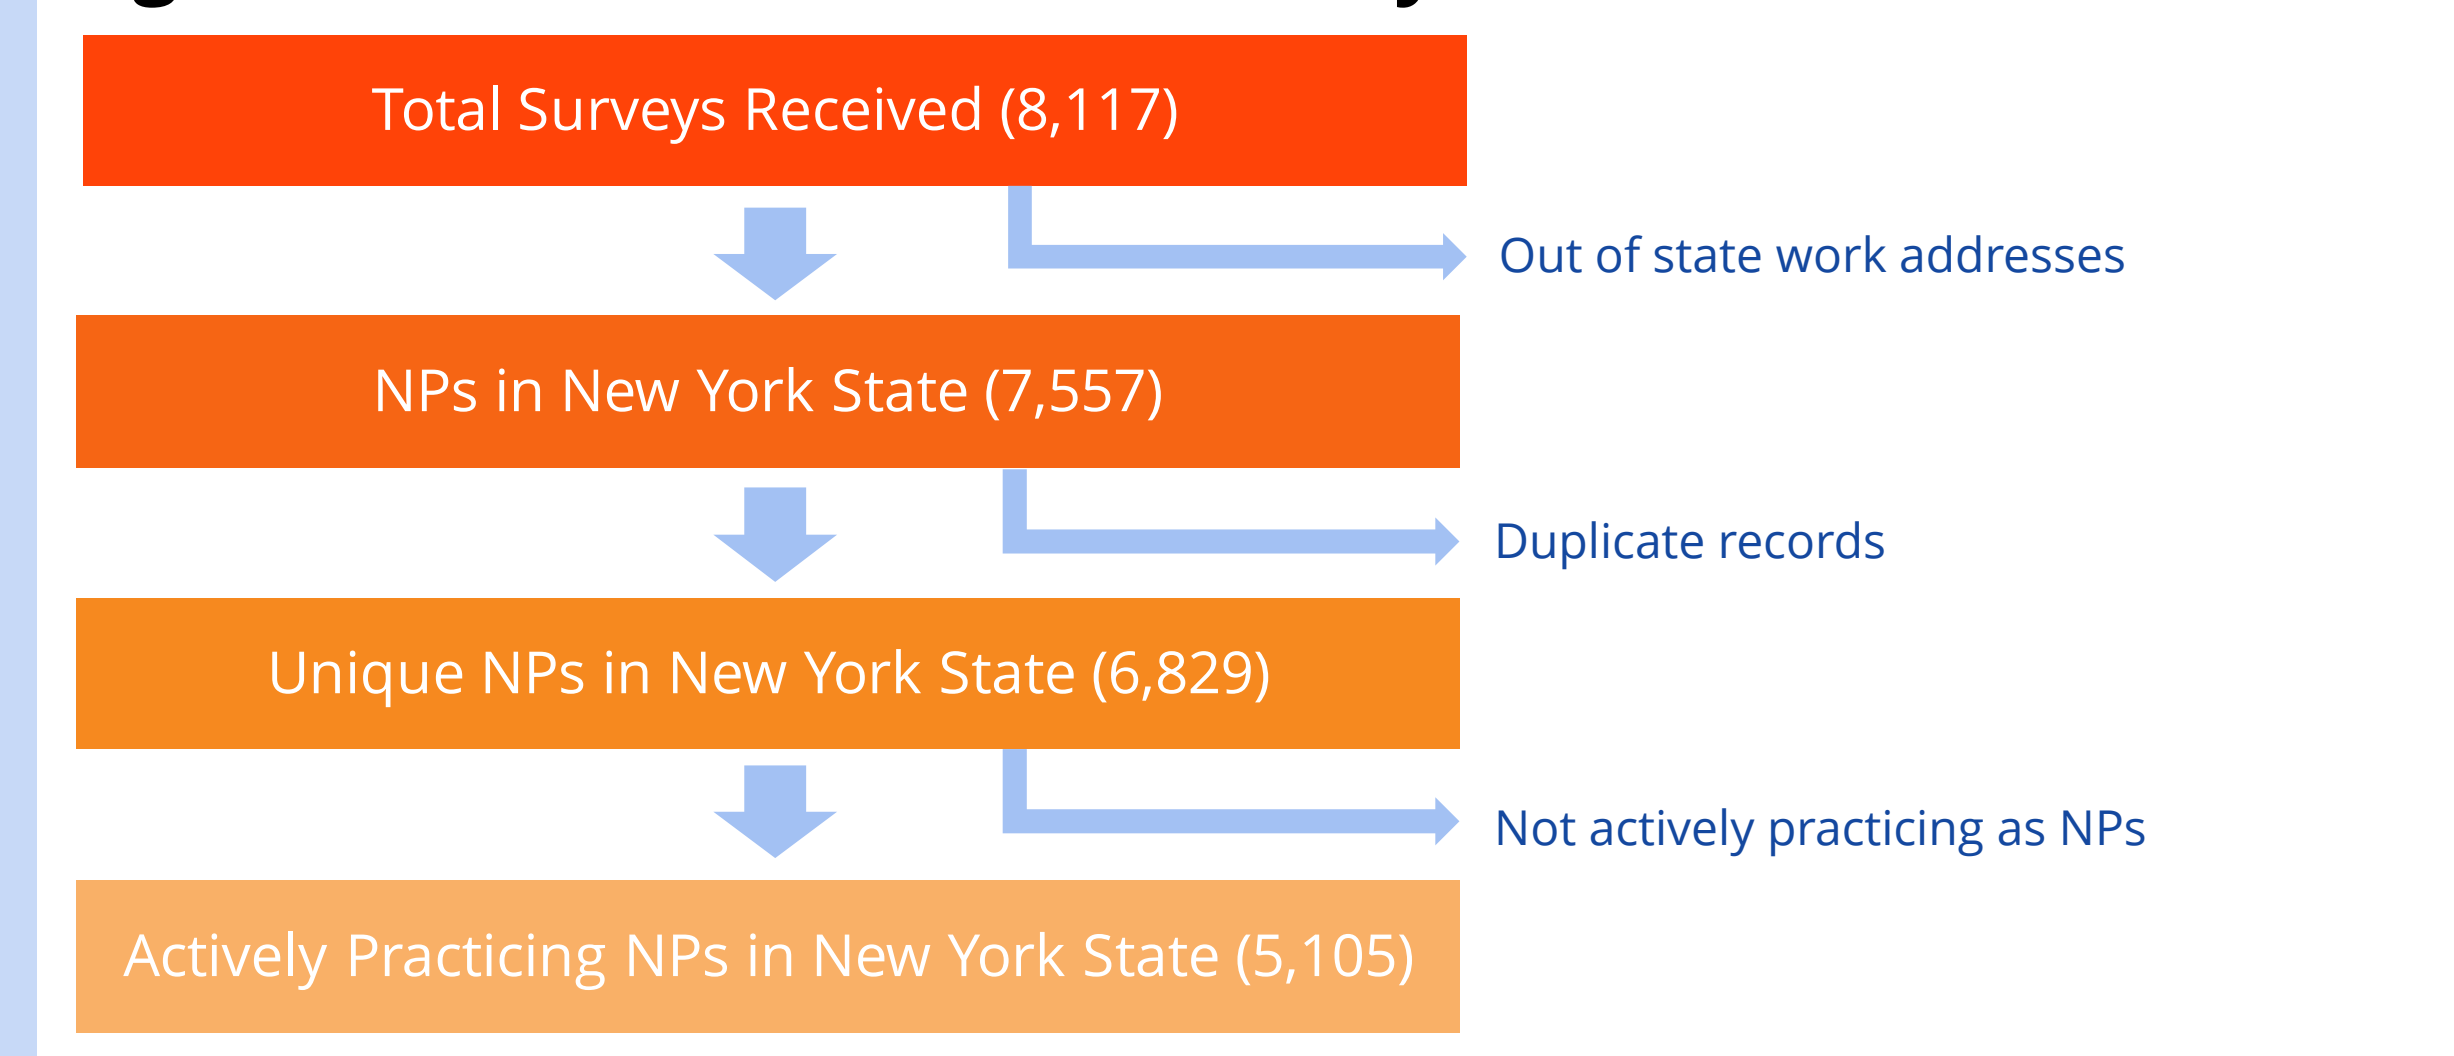 Total Surveys Received (8,117)
Out of state work addresses
NPs in New York State (7,557)
Duplicate records
Unique NPs in New York State (6,829)
Not actively practicing as NPs
Actively Practicing NPs in New York State (5,105)